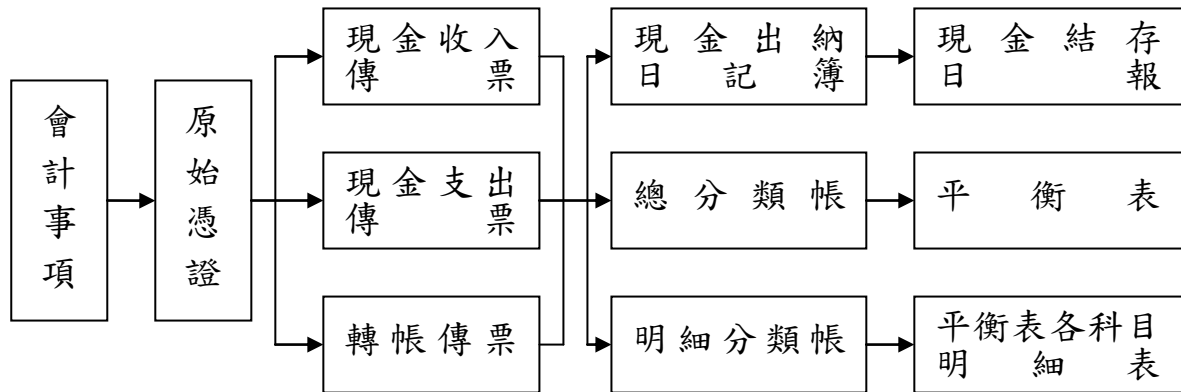 會計事項
原始憑證
現金收入
傳票
現金支出
傳票
轉帳傳票
現金出納
日記簿
總分類帳
明細分類帳
現金結存
日報
平衡表
平衡表各科目
明細表